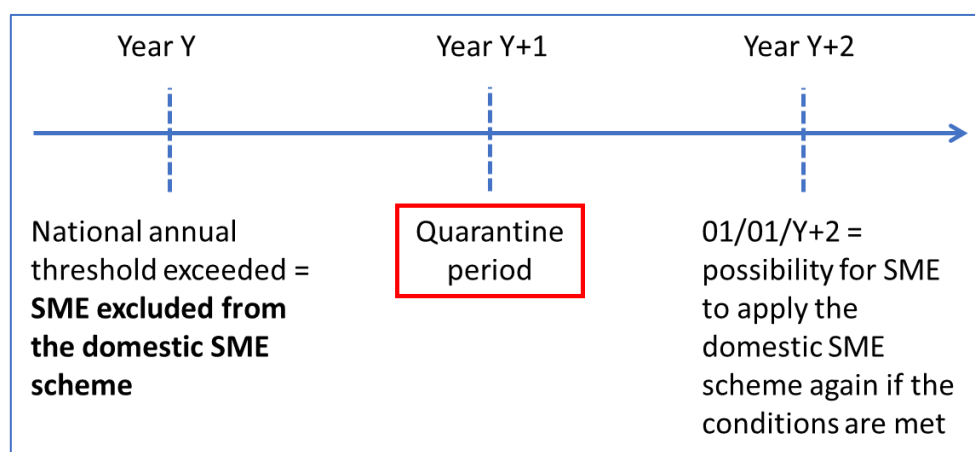 Year Y
Year Y+1
Year Y+2
National annual
threshold exceeded =
SME excluded from
the domestic SME
scheme
Quarantine
period
01/01/Y+2 =
possibility for SME
to apply the
domestic SME
scheme again if the
conditions are met